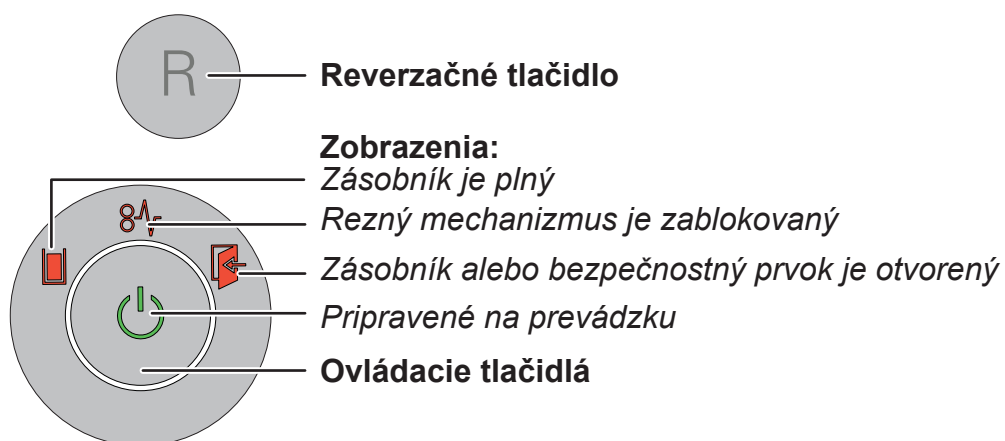 R
Reverzačné tlačidlo
Zobrazenia:
Zásobník je plný
Rezný mechanizmus je zablokovaný
Zásobník alebo bezpečnostný prvok je otvorený
Pripravené na prevádzku
Ovládacie tlačidlá